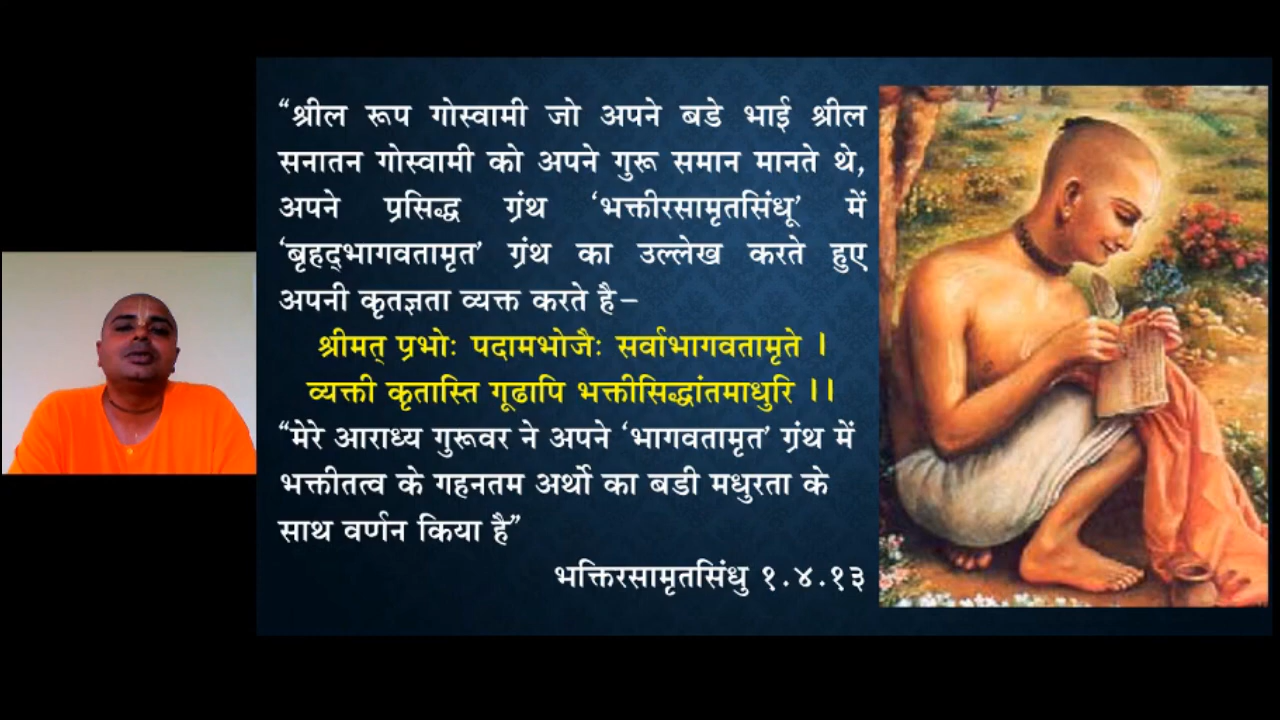 “श्रील रूप गोस्वामी जो अपने बडे भाई श्रील
सनातन गोस्वामी को अपने गुरू समान मानते थे,
अपने प्रसिद्ध ग्रंथ ‘भक्तीरसामृतसिंधू’ में
‘बृहद्भागवतामृत’ ग्रंथ का उल्लेख करते हुए
अपनी कृतज्ञता व्यक्त करते है–
श्रीमत् प्रभोः पदामभोजैः सर्वाभागवतामृते ।
व्यक्ती कृतास्ति गूढापि भक्तीसिद्धांतमाधुरि ।।
“मेरे आराध्य गुरूवर ने अपने ‘भागवतामृत’ ग्रंथ में
भक्तीतत्व के गहनतम अर्थो का बडी मधुरता के
साथ वर्णन किया है”
भक्तिरसामृतसिंधु १.४.१३